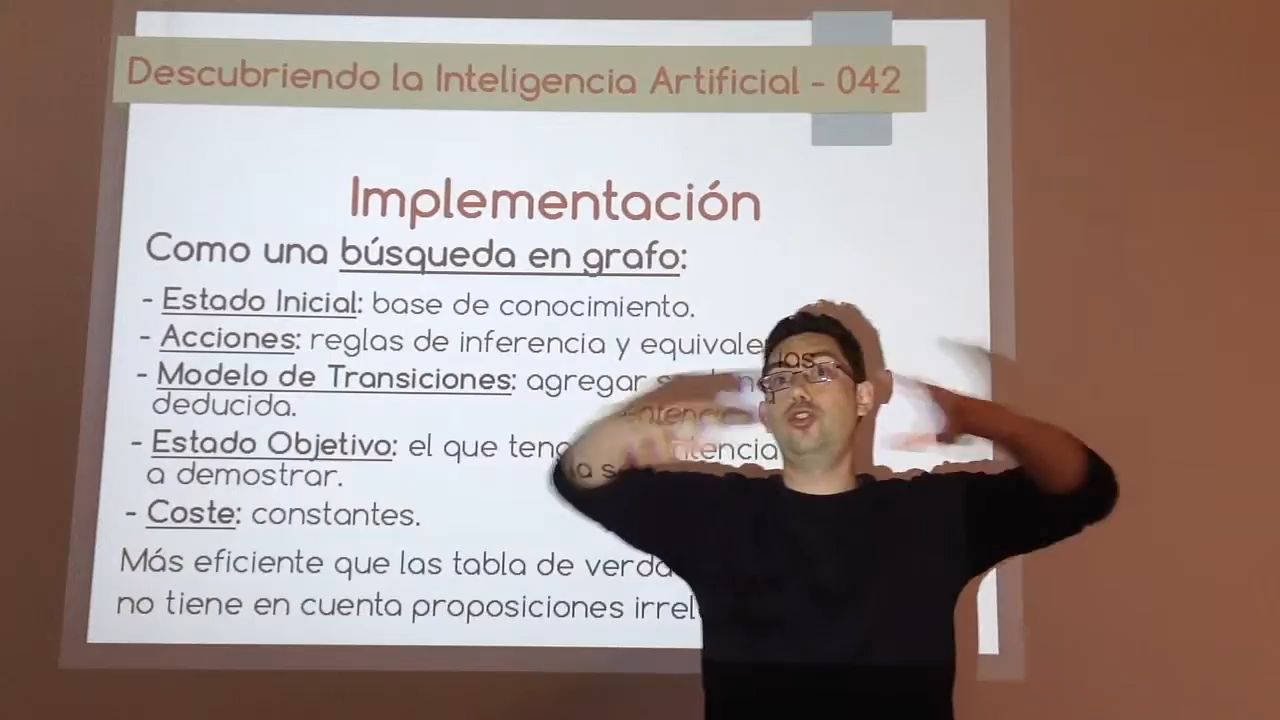 Descubriendo la Inteligencia Artificial - 042
Implementación
Como una búsqueda en grafo:
- Estado Inicial: base de conocimiento.
- Acciones: reglas de inferencia y
- Modelo de Transiciones: agregar
deducida.
- Estado Objetivo: el que
a demostrar.
- Coste: constantes.
Más eficiente que las tabla de
no tiene en cuenta proposiciones